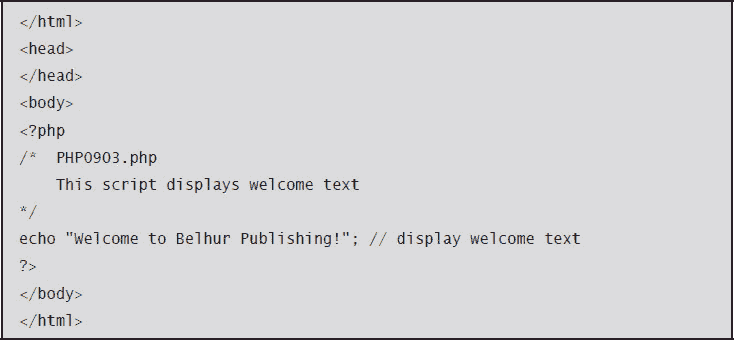 </html>
<head>
</head>
<body>
<?php
/*  PHP0903.php
    This script displays welcome text
*/
echo "Welcome to Belhur Publishing!"; // display welcome text
?>
</body>
</html>